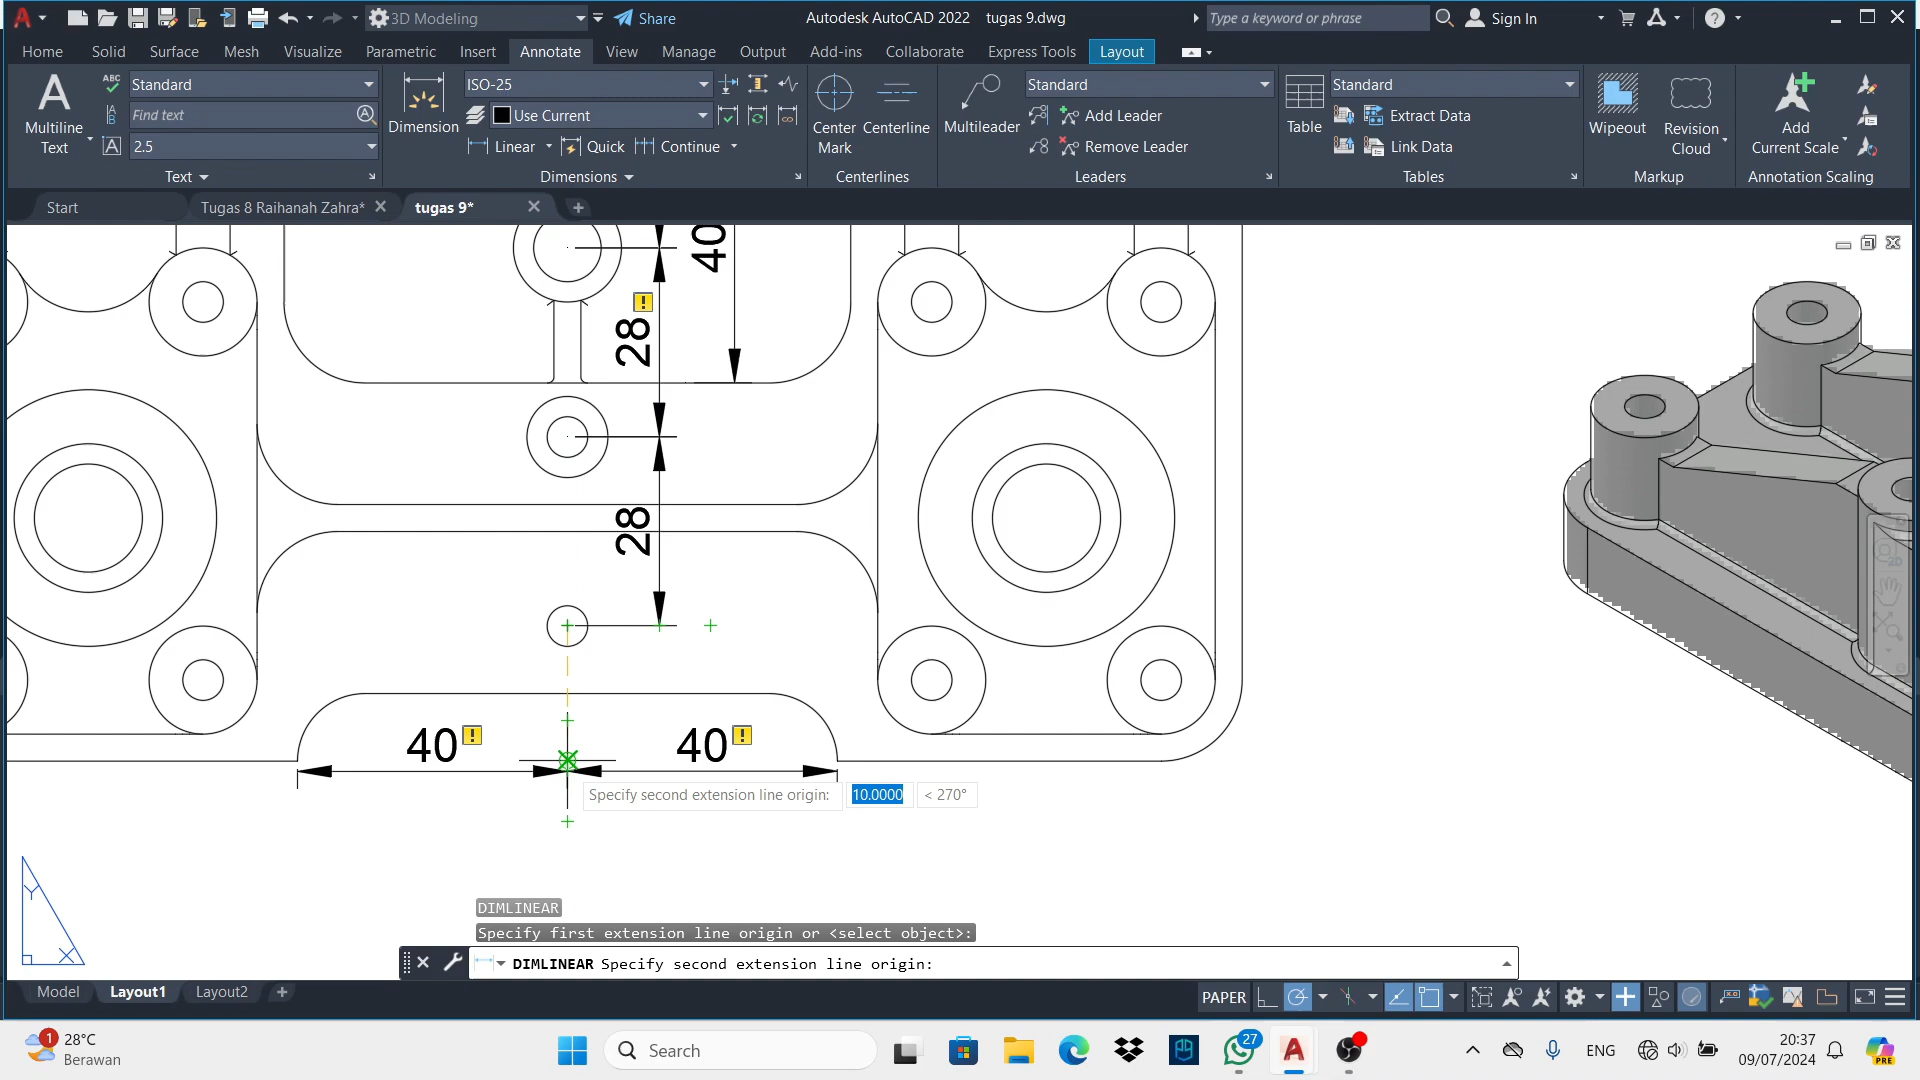 3D Modeling
Share
Autodesk AutoCAD 2022 tugas 9.dwg
Type a keyword or phrase
Sign In
Home Solid Surface Mesh Visualize Parametric Insert Annotate View Manage Output Add-ins Collaborate Express Tools Layout
Multiline
Text
ABC
Standard
Find text
2.5
Text
Dimension
ISO-25
Use Current
Linear Quick Continue
Dimensions
Center
Mark
Centerline
Centerlines
Multileader
Standard
Add Leader
Remove Leader
Leaders
Table
Standard
Extract Data
Link Data
Tables
Wipeout
Revision
Cloud
Markup
Add
Current Scale
Annotation Scaling
Start
Tugas 8 Raihanah Zahra*
tugas 9*
40
28
28
40
40
Specify second extension line origin: 10.0000 < 270°
Y
X
DIMLINEAR
Specify first extension line origin or <select object>:
DIMLINEAR Specify second extension line origin:
Model Layout1 Layout2
PAPER
1
28°C
Berawan
Search
27
ENG
20:37
09/07/2024
PRE